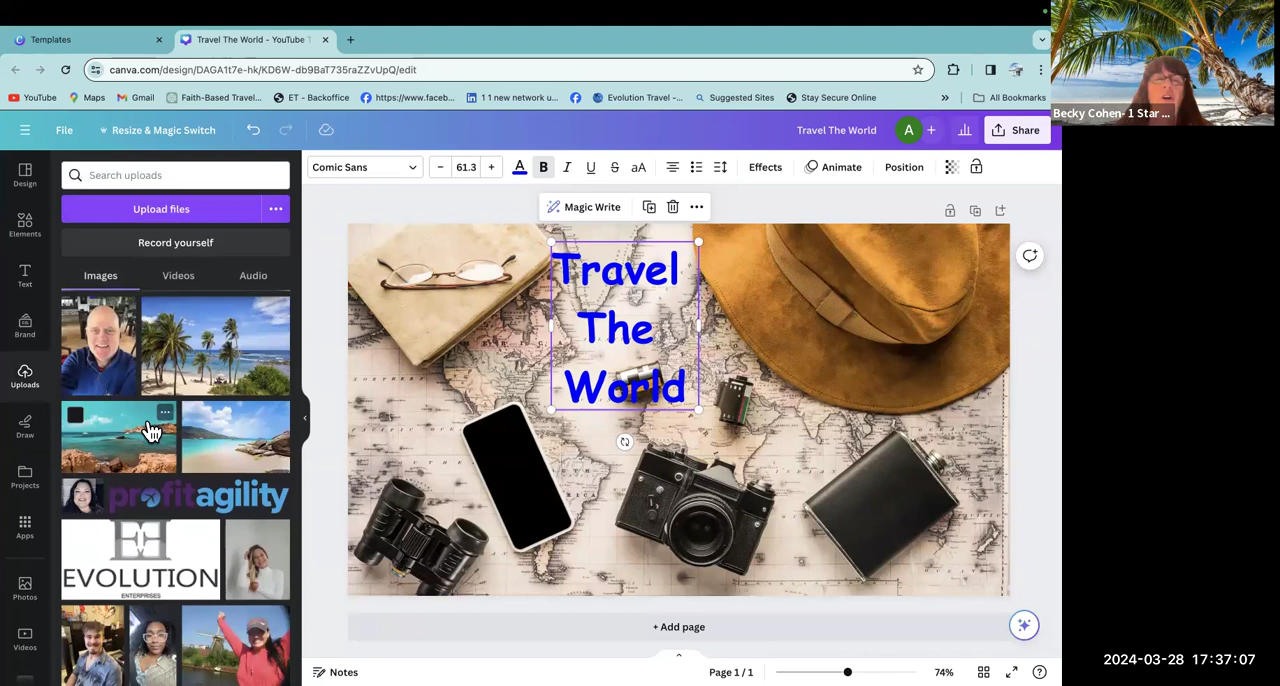 Templates
Travel The World - YouTube T
canva.com/design/DAGA1t7e-hk/KD6W-db9BaT735raZZvUpQ/edit
YouTube
Maps
Gmail
Faith-Based Travel...
ET - Backoffice
https://www.faceb...
1 1 new network u...
Evolution Travel -...
Suggested Sites
Stay Secure Online
All Bookmarks
Becky Cohen- 1 Star ...
File
Resize & Magic Switch
Travel The World
A
Share
Design
Elements
Text
Brand
Uploads
Draw
Projects
Apps
Photos
Videos
Search uploads
Upload files
Record yourself
Images
Videos
Audio
profitagility
EVOLUTION
ENTERPRISES
Comic Sans
61.3
A
B
I
U
S
aA
Effects
Animate
Position
Magic Write
Travel
The
World
+ Add page
Notes
Page 1 / 1
74%
2024-03-28 17:37:07